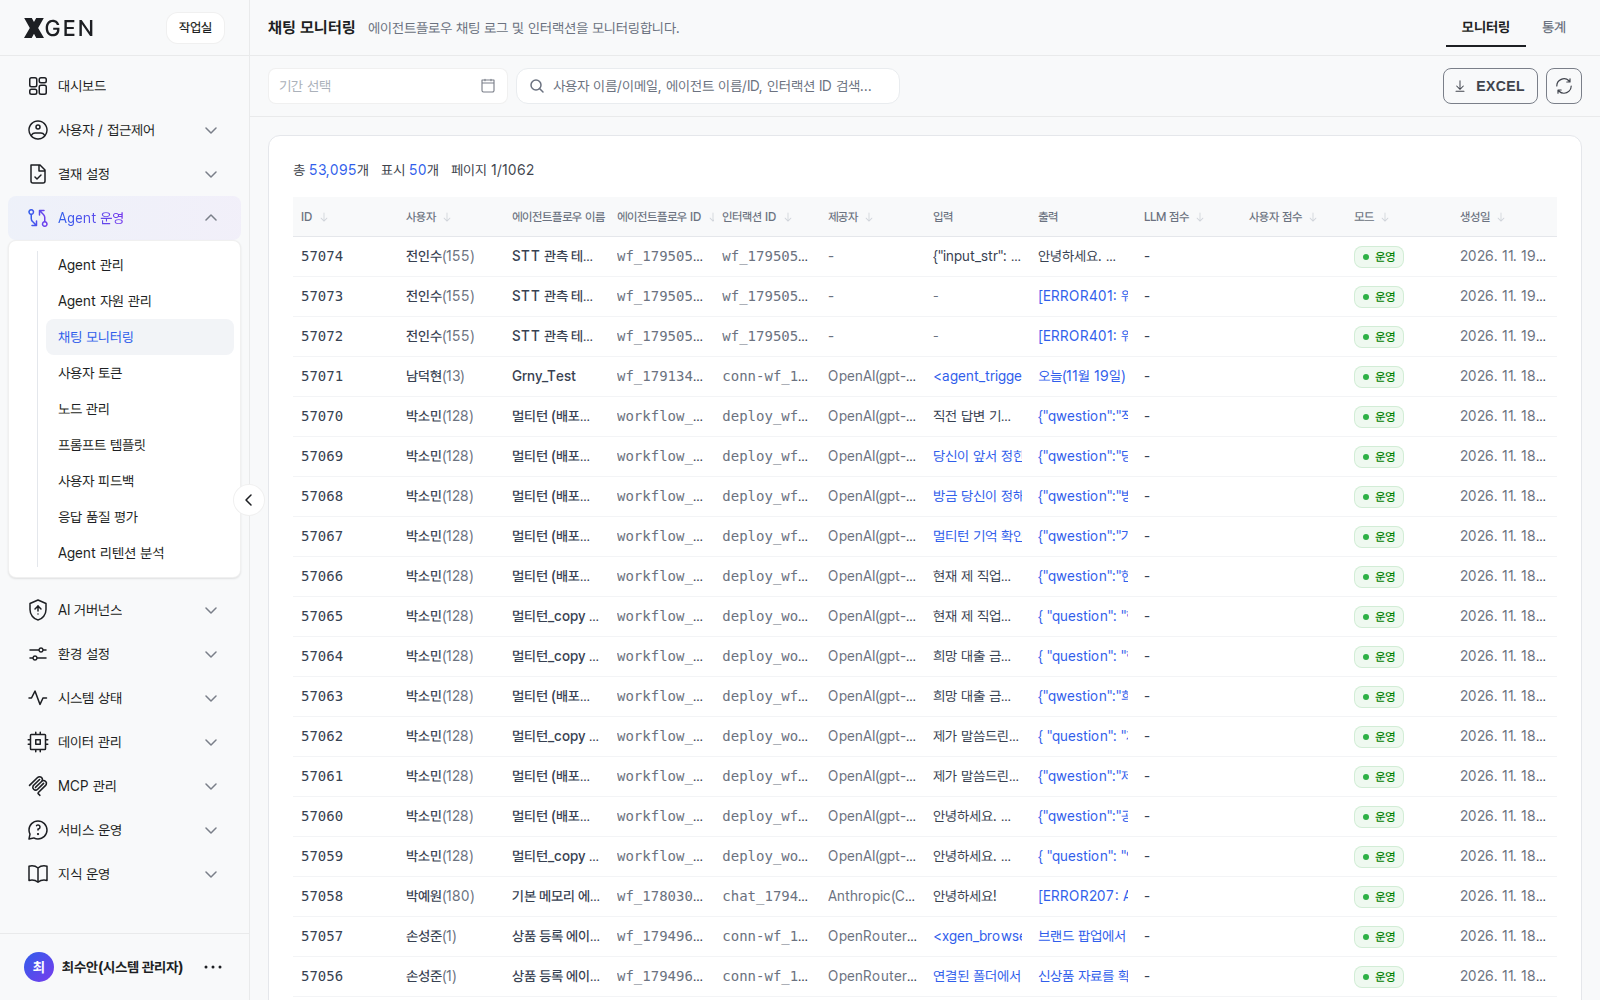 XGEN
작업실
대시보드
사용자 / 접근제어
결재 설정
Agent 운영
Agent 관리
Agent 자원 관리
채팅 모니터링
사용자 토큰
노드 관리
프롬프트 템플릿
사용자 피드백
응답 품질 평가
Agent 리텐션 분석
AI 거버넌스
환경 설정
시스템 상태
데이터 관리
MCP 관리
서비스 운영
지식 운영
최 최수안(시스템 관리자)
채팅 모니터링 에이전트플로우 채팅 로그 및 인터랙션을 모니터링합니다.
모니터링 통계
기간 선택
사용자 이름/이메일, 에이전트 이름/ID, 인터랙션 ID 검색...
EXCEL
총 53,095개 표시 50개 페이지 1/1062
ID 사용자 에이전트플로우 이름 에이전트플로우 ID 인터랙션 ID 제공자 입력 출력 LLM 점수 사용자 점수 모드 생성일
57074 전인수(155) STT 관측 테... wf_179505... wf_179505... - {"input_str": ... 안녕하세요. ... - 운영 2026. 11. 19...
57073 전인수(155) STT 관측 테... wf_179505... wf_179505... - - [ERROR401: - 운영 2026. 11. 19...
57072 전인수(155) STT 관측 테... wf_179505... wf_179505... - - [ERROR401: - 운영 2026. 11. 19...
57071 남덕현(13) Grny_Test wf_179134... conn-wf_1... OpenAI(gpt-... <agent_trigge 오늘(11월 19일) - 운영 2026. 11. 18...
57070 박소민(128) 멀티턴 (배포... workflow_... deploy_wf... OpenAI(gpt-... 직전 답변 기... {"qwestion":" - 운영 2026. 11. 18...
57069 박소민(128) 멀티턴 (배포... workflow_... deploy_wf... OpenAI(gpt-... 당신이 앞서 정한 {"qwestion":" - 운영 2026. 11. 18...
57068 박소민(128) 멀티턴 (배포... workflow_... deploy_wf... OpenAI(gpt-... 방금 당신이 정해 {"qwestion":" - 운영 2026. 11. 18...
57067 박소민(128) 멀티턴 (배포... workflow_... deploy_wf... OpenAI(gpt-... 멀티턴 기억 확인 {"qwestion":" - 운영 2026. 11. 18...
57066 박소민(128) 멀티턴 (배포... workflow_... deploy_wf... OpenAI(gpt-... 현재 제 직업... {"qwestion":" - 운영 2026. 11. 18...
57065 박소민(128) 멀티턴_copy ... workflow_... deploy_wo... OpenAI(gpt-... 현재 제 직업... { "question": " - 운영 2026. 11. 18...
57064 박소민(128) 멀티턴_copy ... workflow_... deploy_wo... OpenAI(gpt-... 희망 대출 금... { "question": " - 운영 2026. 11. 18...
57063 박소민(128) 멀티턴 (배포... workflow_... deploy_wf... OpenAI(gpt-... 희망 대출 금... {"qwestion":" - 운영 2026. 11. 18...
57062 박소민(128) 멀티턴_copy ... workflow_... deploy_wo... OpenAI(gpt-... 제가 말씀드린... { "question": " - 운영 2026. 11. 18...
57061 박소민(128) 멀티턴 (배포... workflow_... deploy_wf... OpenAI(gpt-... 제가 말씀드린... {"qwestion":" - 운영 2026. 11. 18...
57060 박소민(128) 멀티턴 (배포... workflow_... deploy_wf... OpenAI(gpt-... 안녕하세요. ... {"qwestion":" - 운영 2026. 11. 18...
57059 박소민(128) 멀티턴_copy ... workflow_... deploy_wo... OpenAI(gpt-... 안녕하세요. ... { "question": " - 운영 2026. 11. 18...
57058 박예원(180) 기본 메모리 에... wf_178030... chat_1794... Anthropic(C... 안녕하세요! [ERROR207: A - 운영 2026. 11. 18...
57057 손성준(1) 상품 등록 에이... wf_179496... conn-wf_1... OpenRouter... <xgen_browse 브랜드 팝업에서 - 운영 2026. 11. 18...
57056 손성준(1) 상품 등록 에이... wf_179496... conn-wf_1... OpenRouter... 연결된 폴더에서 신상품 자료를 확 - 운영 2026. 11. 18...